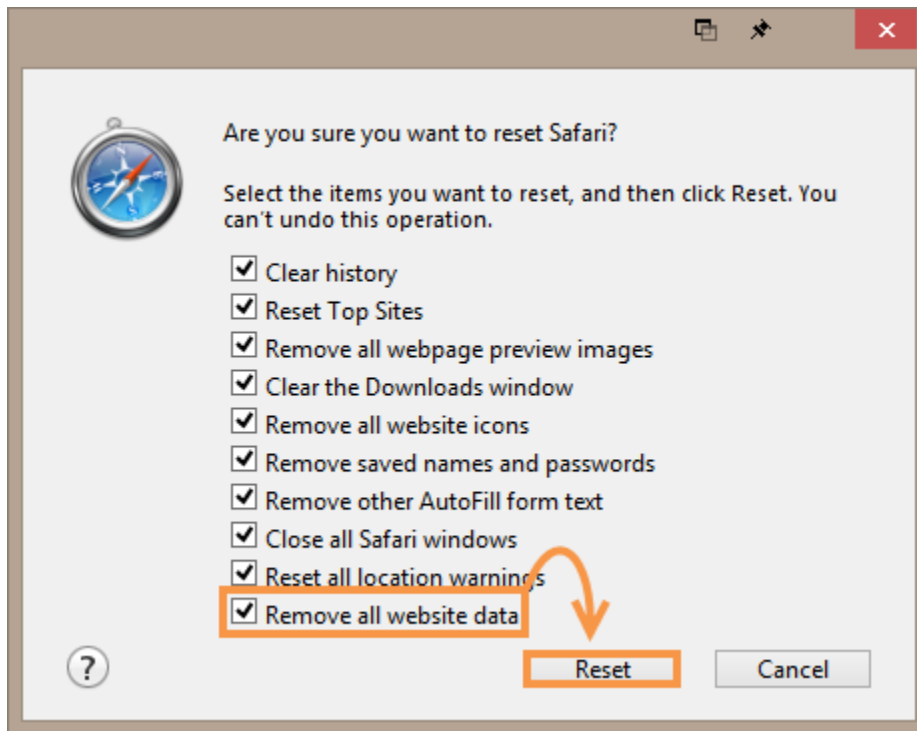 Are you sure you want to reset Safari?
Select the items you want to reset, and then click Reset. You
can't undo this operation.
Clear history
Reset Top Sites
Remove all webpage preview images
Clear the Downloads window
Remove all website icons
Remove saved names and passwords
Remove other AutoFill form text
Close all Safari windows
Reset all location warnings
Remove all website data
? Reset Cancel